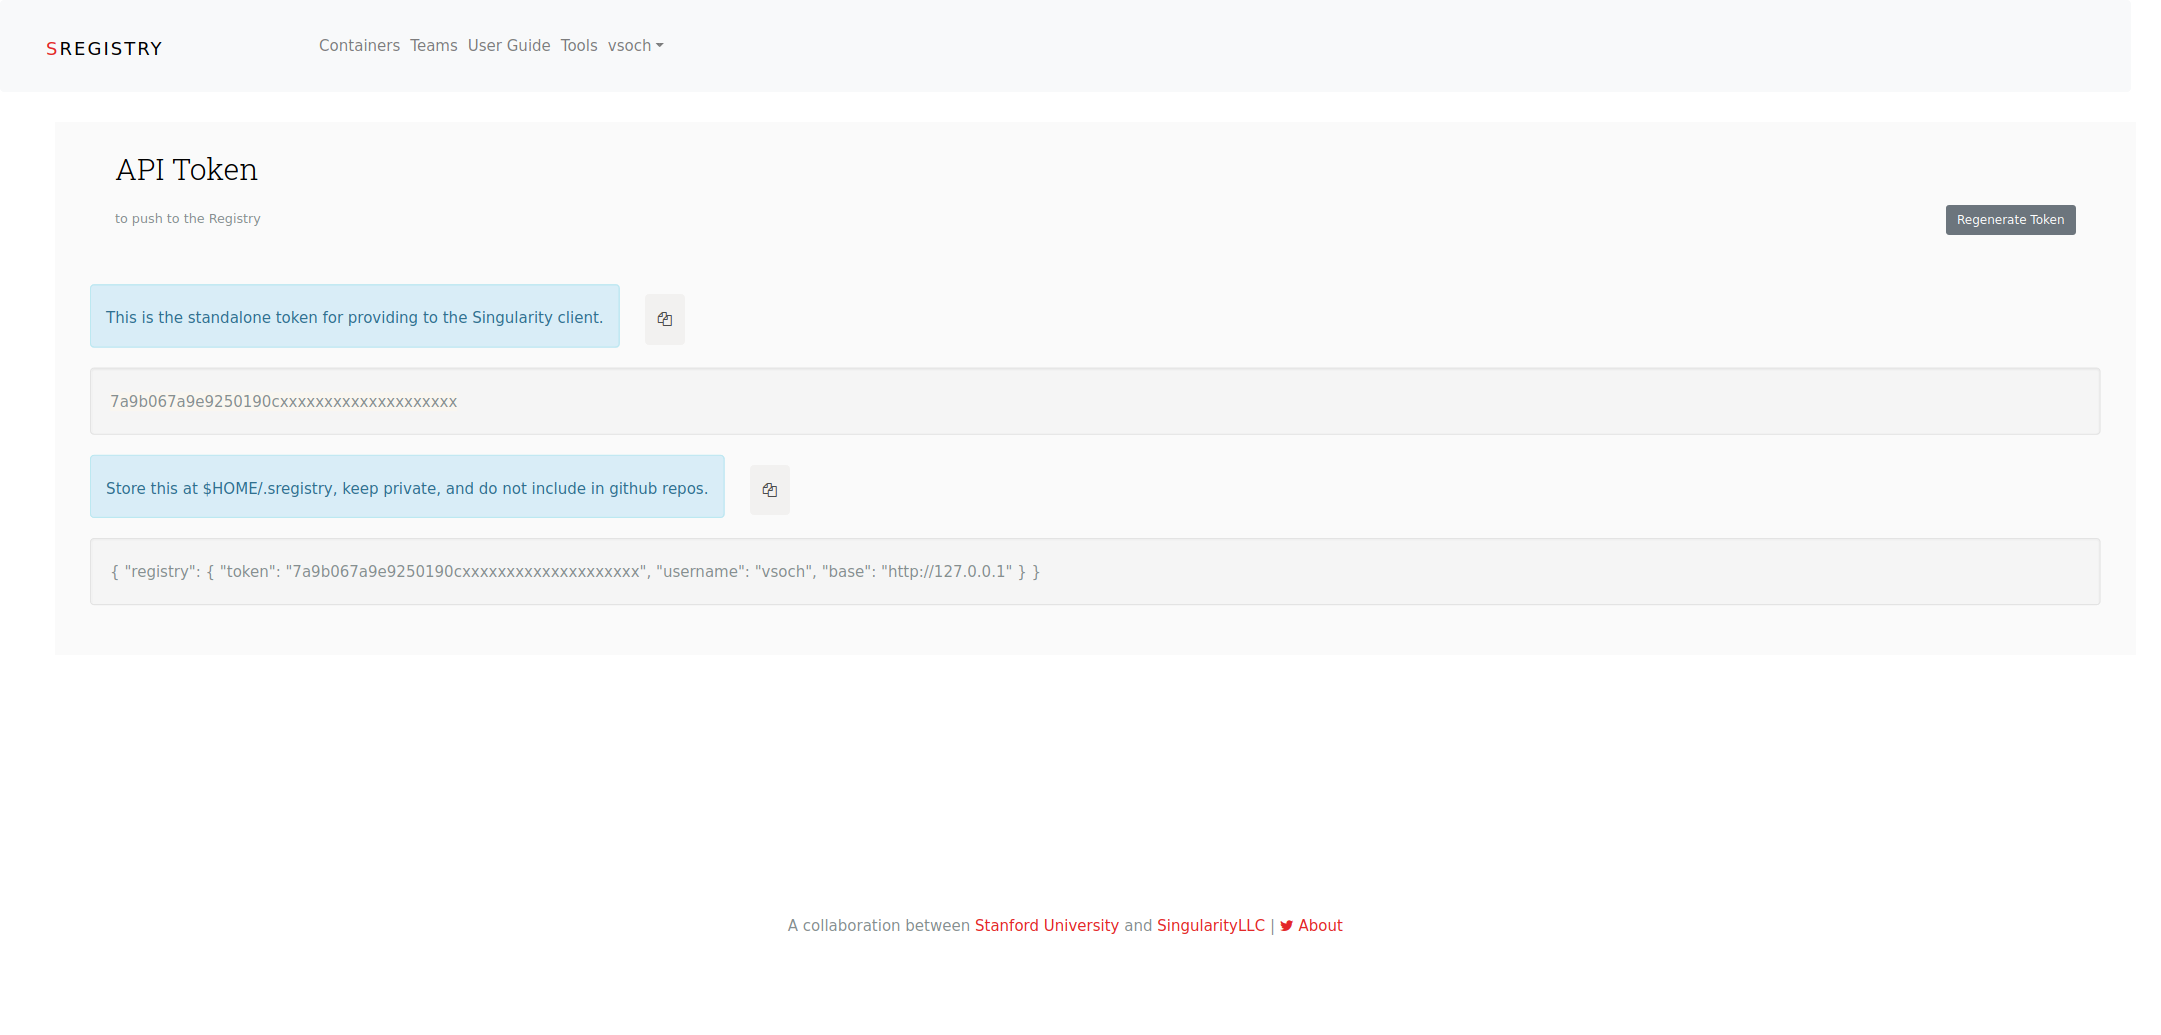 SREGISTRY
Containers Teams User Guide Tools vsoch
API Token
to push to the Registry
Regenerate Token
This is the standalone token for providing to the Singularity client.
7a9b067a9e9250190cxxxxxxxxxxxxxxxxxxxx
Store this at $HOME/.sregistry, keep private, and do not include in github repos.
{ "registry": { "token": "7a9b067a9e9250190cxxxxxxxxxxxxxxxxxxxx", "username": "vsoch", "base": "http://127.0.0.1" } }
A collaboration between Stanford University and SingularityLLC | About